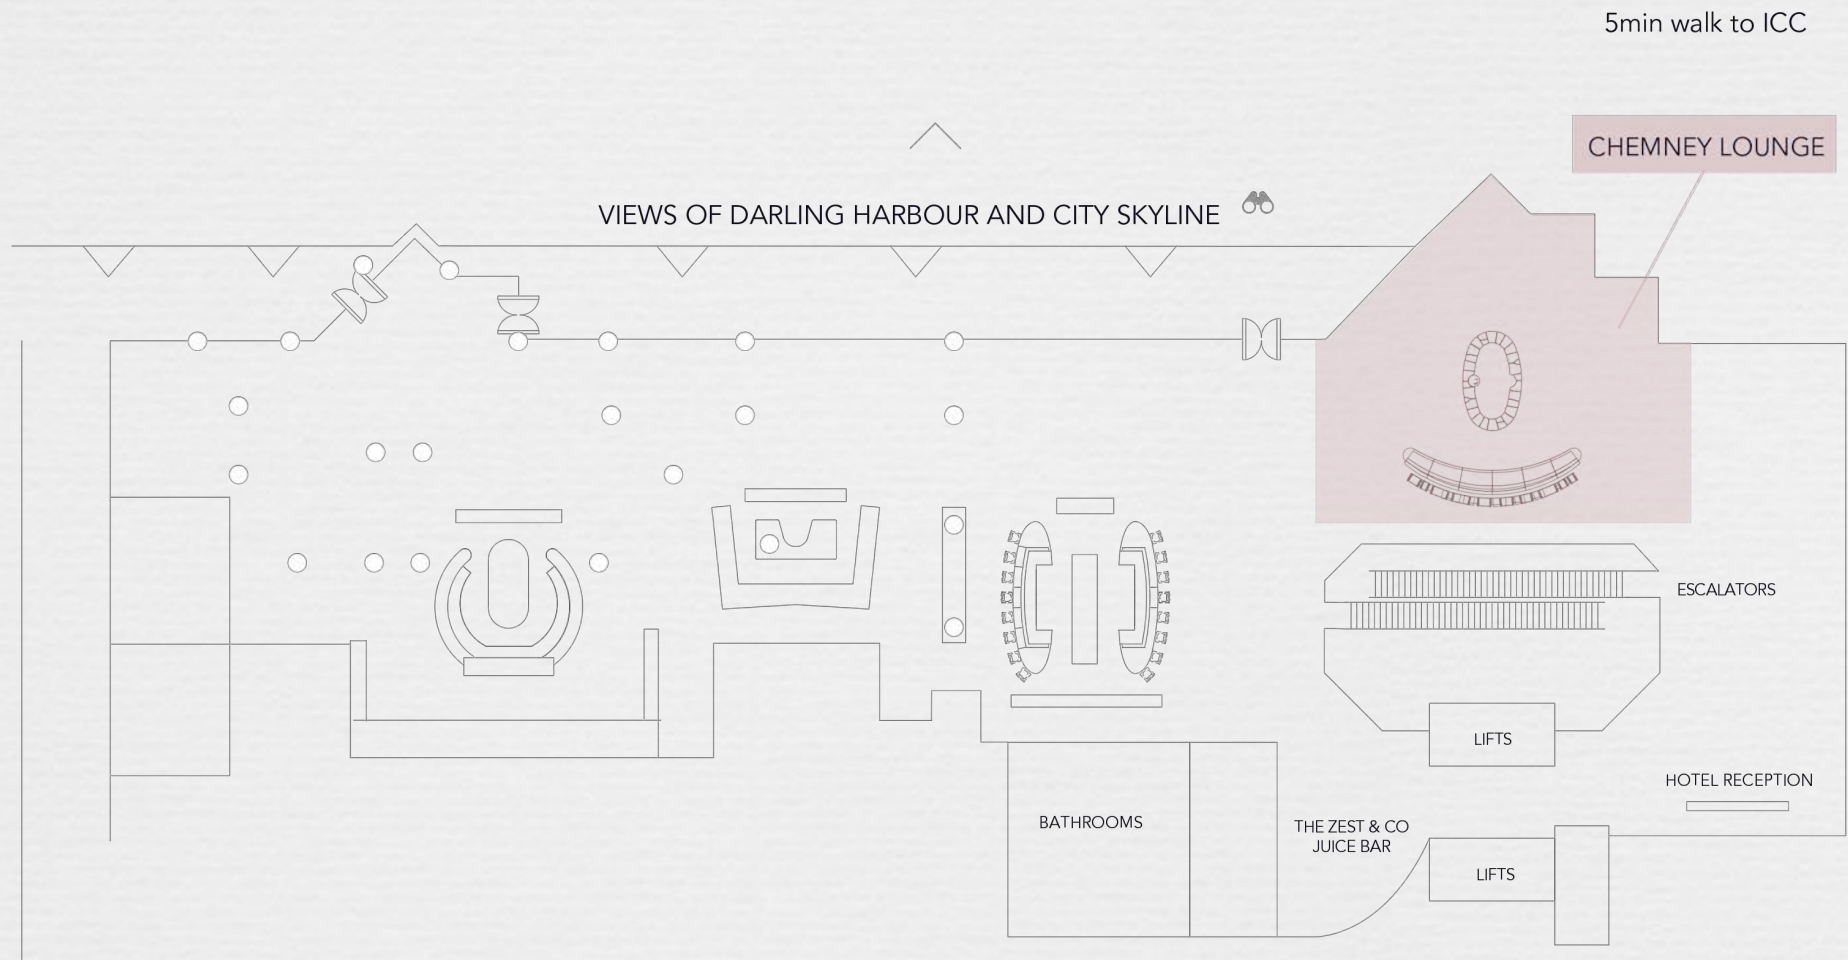 5min walk to ICC
CHEMNEY LOUNGE
VIEWS OF DARLING HARBOUR AND CITY SKYLINE
ESCALATORS
LIFTS
HOTEL RECEPTION
BATHROOMS
THE ZEST & CO
JUICE BAR
LIFTS